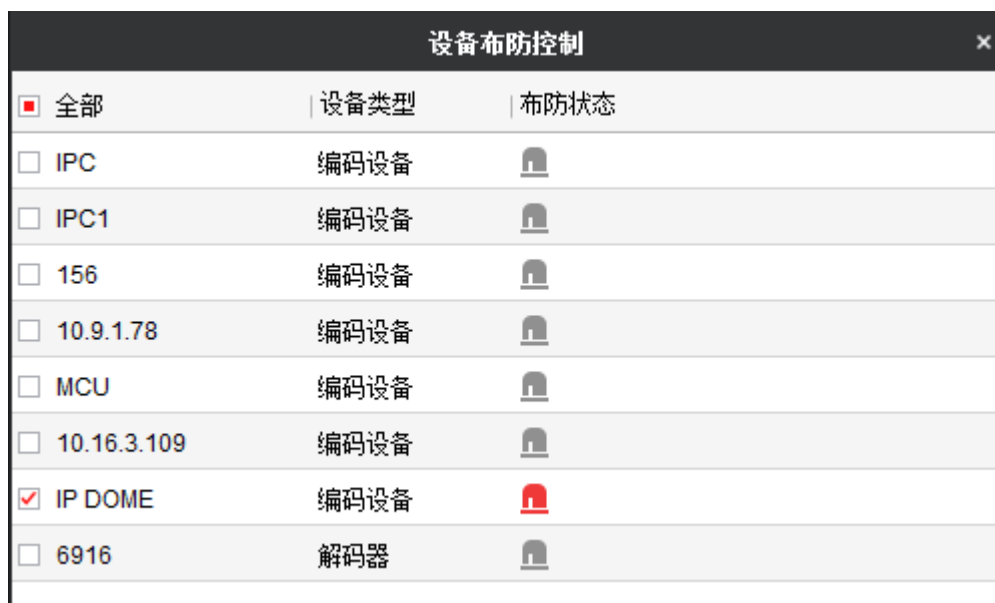 设备布防控制 ×
全部 设备类型 布防状态
IPC 编码设备
IPC1 编码设备
156 编码设备
10.9.1.78 编码设备
MCU 编码设备
10.16.3.109 编码设备
IP DOME 编码设备
6916 解码器